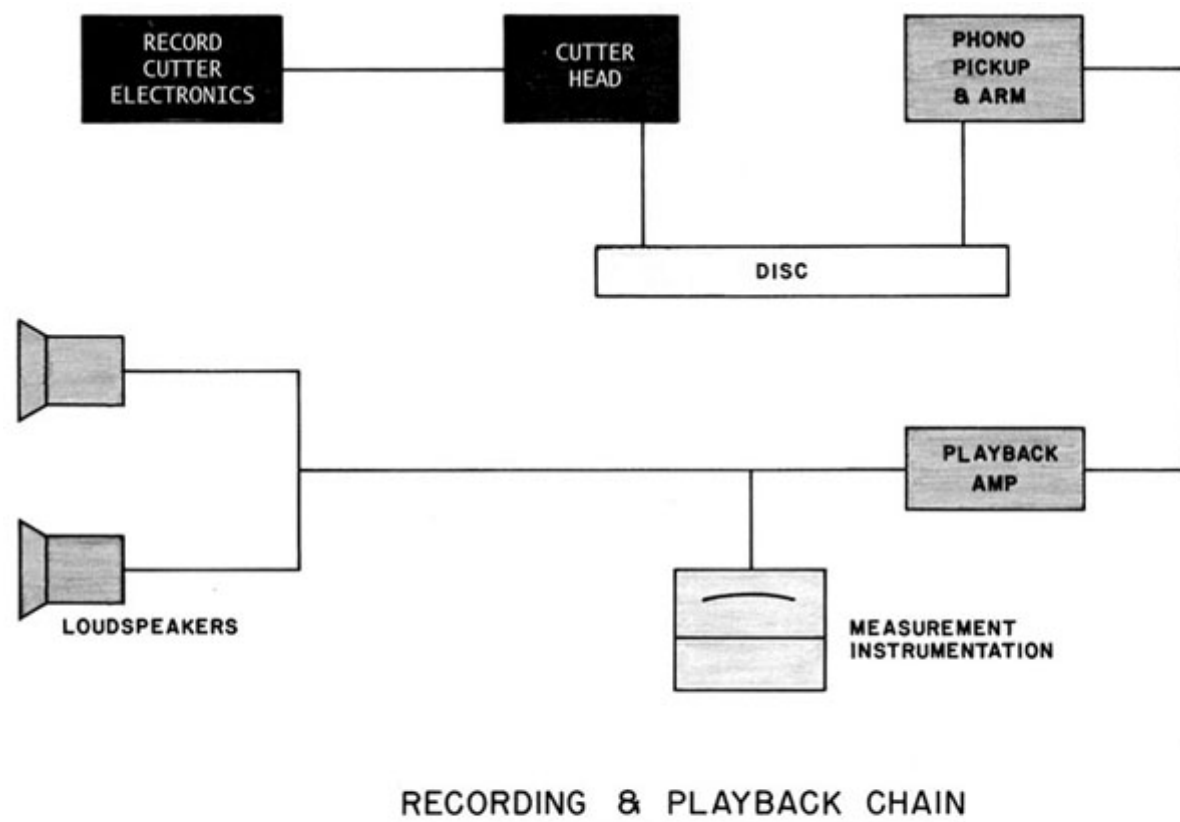 RECORD
CUTTER
ELECTRONICS
CUTTER
HEAD
PHONO
PICKUP
& ARM
DISC
PLAYBACK
AMP
LOUDSPEAKERS
MEASUREMENT
INSTRUMENTATION
RECORDING & PLAYBACK CHAIN